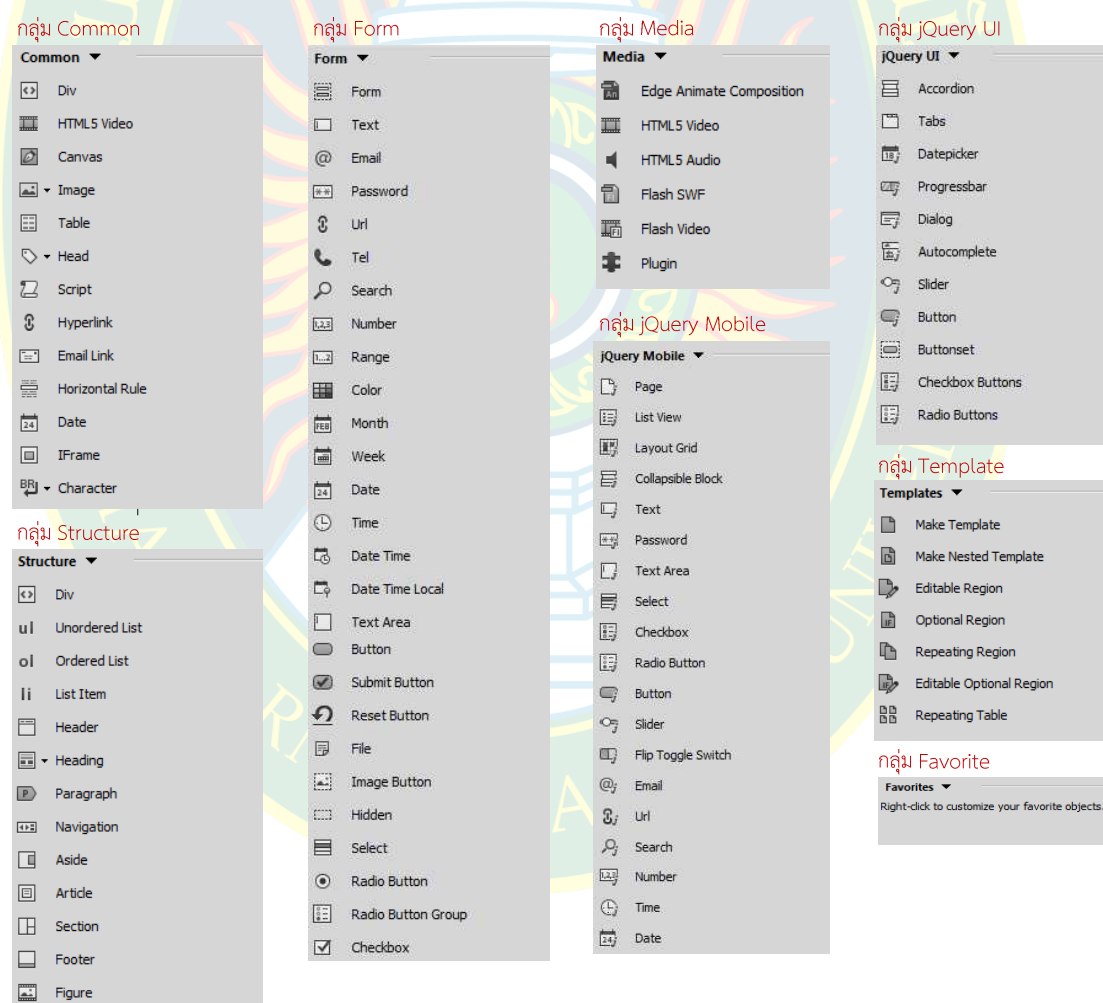 กลุ่ม Common
Common
Div
HTML5 Video
Canvas
Image
Table
Head
Script
Hyperlink
Email Link
Horizontal Rule
Date
IFrame
Character
กลุ่ม Structure
Structure
Div
ul Unordered List
ol Ordered List
li List Item
Header
Heading
Paragraph
Navigation
Aside
Article
Section
Footer
Figure
กลุ่ม Form
Form
Form
Text
Email
Password
Url
Tel
Search
Number
Range
Color
Month
Week
Date
Time
Date Time
Date Time Local
Text Area
Button
Submit Button
Reset Button
File
Image Button
Hidden
Select
Radio Button
Radio Button Group
Checkbox
กลุ่ม Media
Media
Edge Animate Composition
HTML5 Video
HTML5 Audio
Flash SWF
Flash Video
Plugin
กลุ่ม jQuery Mobile
jQuery Mobile
Page
List View
Layout Grid
Collapsible Block
Text
Password
Text Area
Select
Checkbox
Radio Button
Button
Slider
Flip Toggle Switch
Email
Url
Search
Number
Time
Date
กลุ่ม jQuery UI
jQuery UI
Accordion
Tabs
Datepicker
Progressbar
Dialog
Autocomplete
Slider
Button
Buttonset
Checkbox Buttons
Radio Buttons
กลุ่ม Template
Templates
Make Template
Make Nested Template
Editable Region
Optional Region
Repeating Region
Editable Optional Region
Repeating Table
กลุ่ม Favorite
Favorites
Right-click to customize your favorite objects.